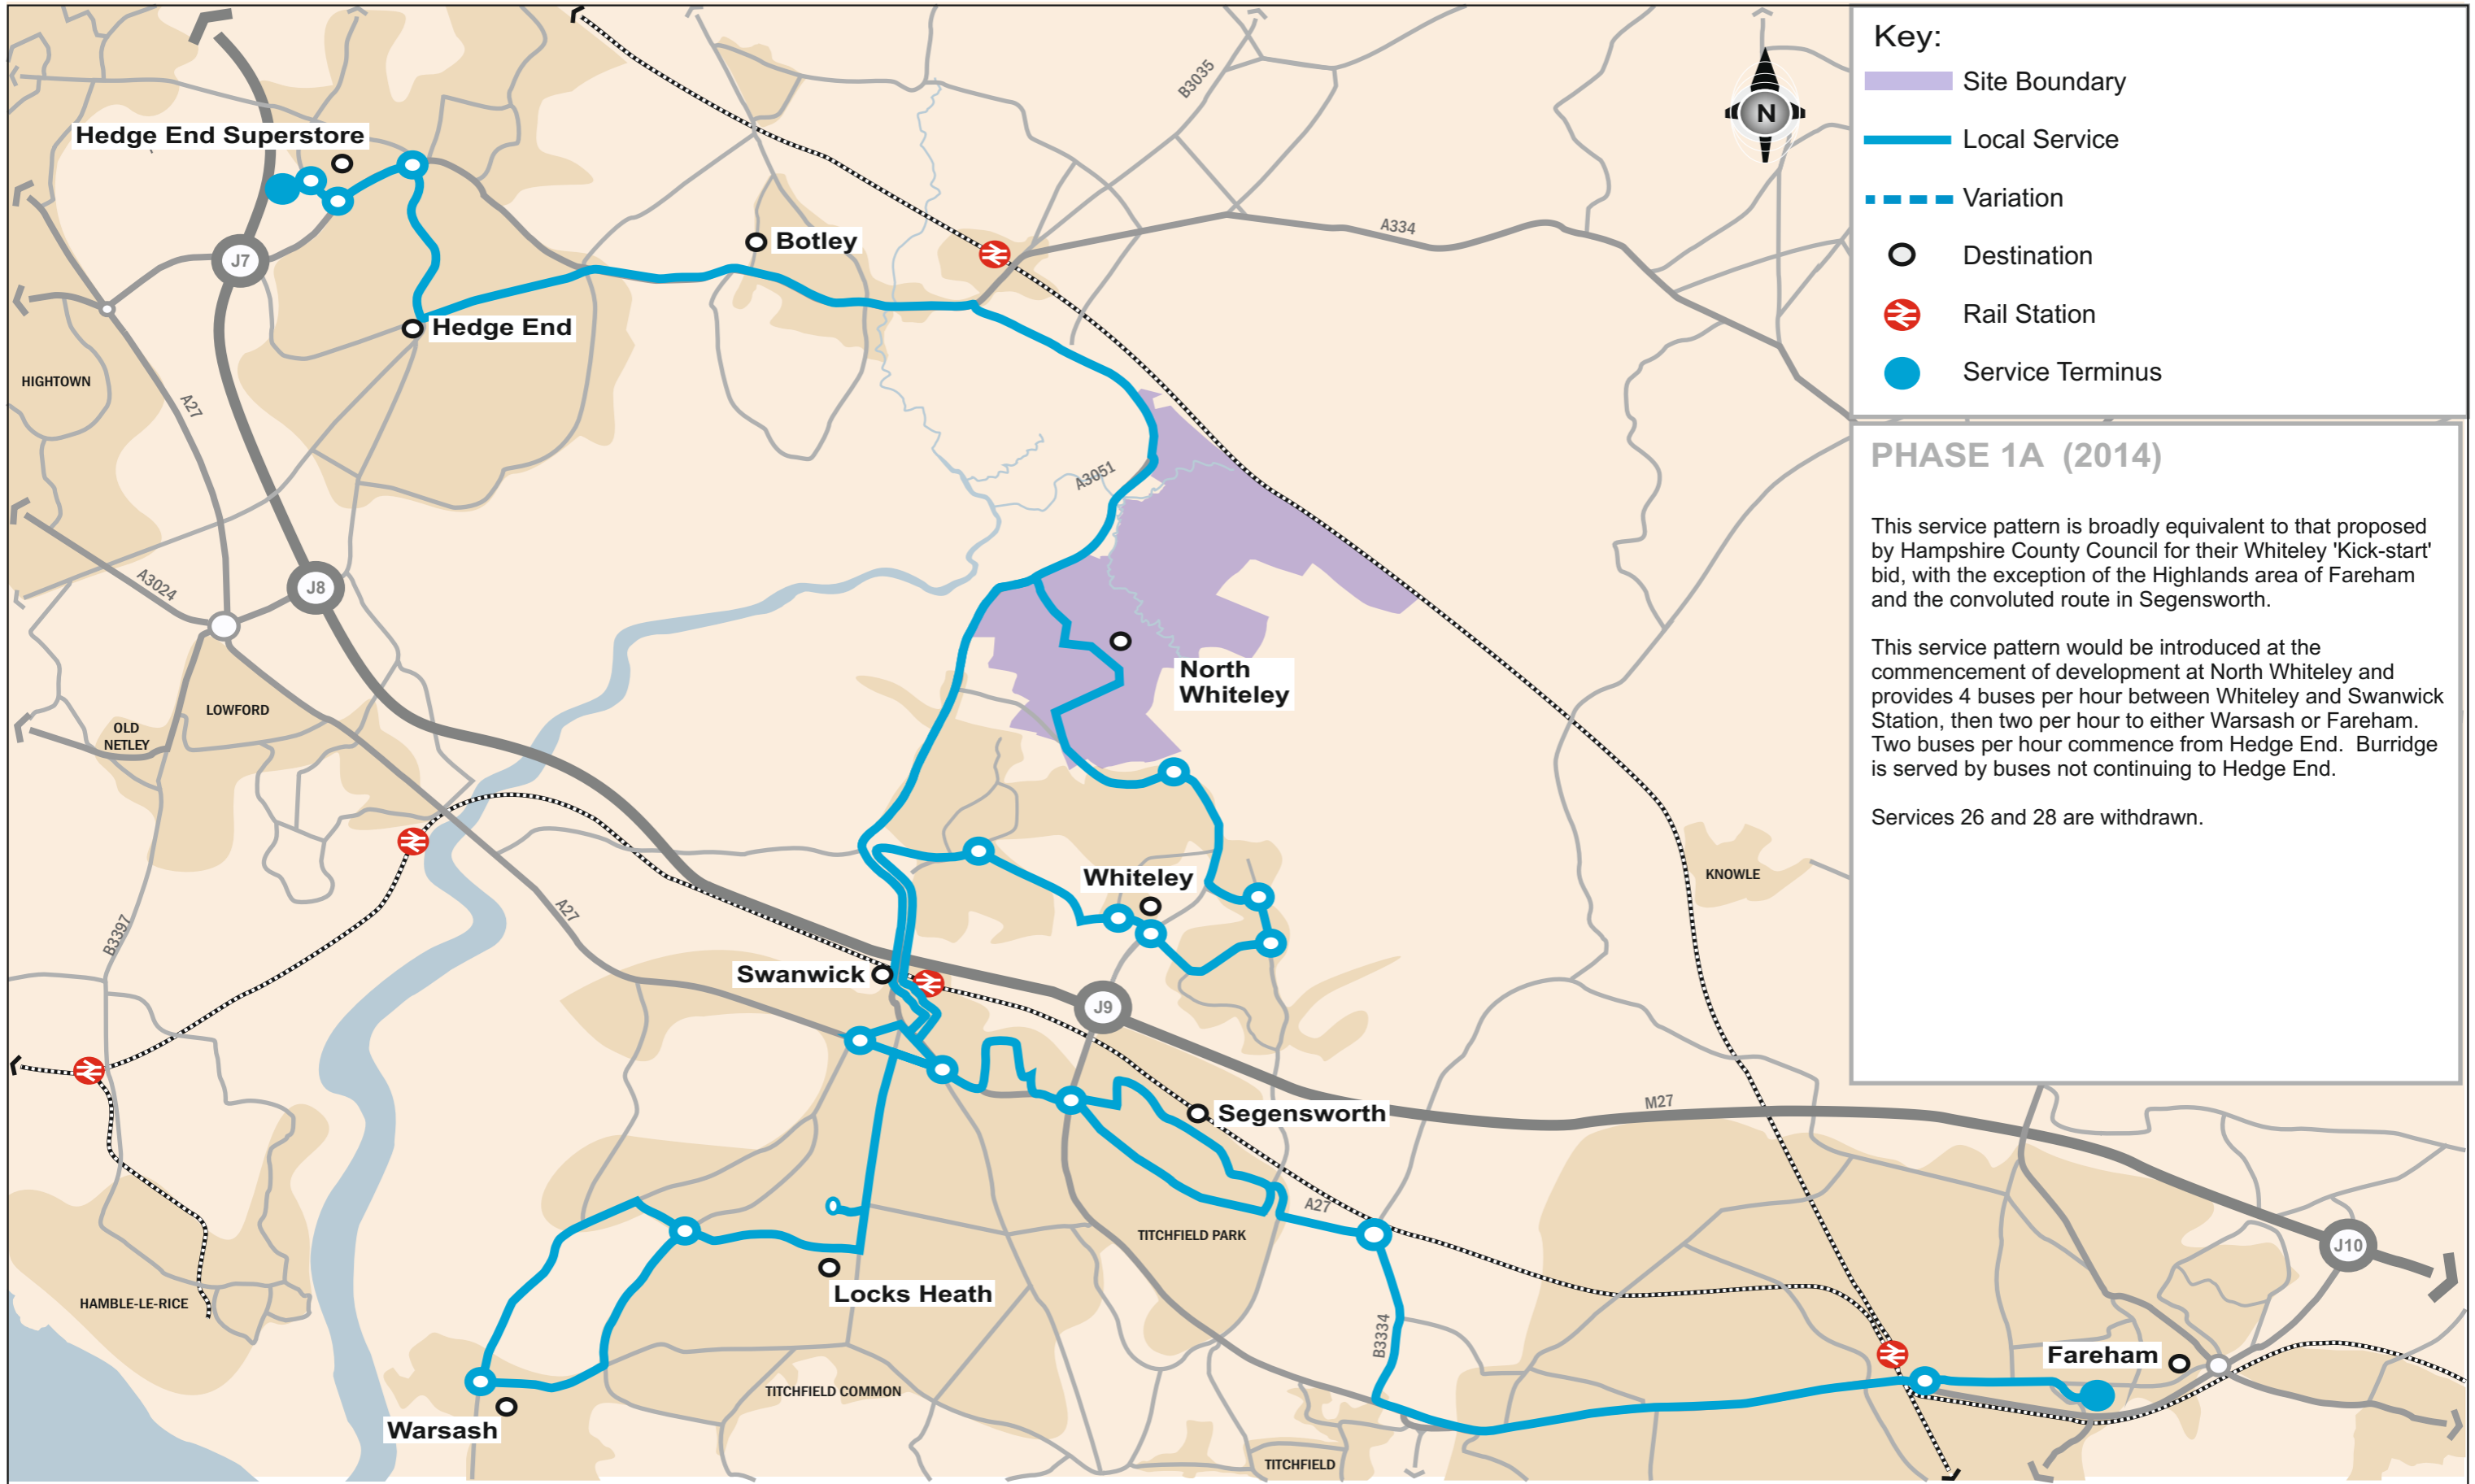 Key:
Site Boundary
Local Service
Variation
Destination
Rail Station
Service Terminus
PHASE 1A (2014)
This service pattern is broadly equivalent to that proposed
by Hampshire County Council for their Whiteley 'Kick-start'
bid, with the exception of the Highlands area of Fareham
and the convoluted route in Segensworth.
This service pattern would be introduced at the
commencement of development at North Whiteley and
provides 4 buses per hour between Whiteley and Swanwick
Station, then two per hour to either Warsash or Fareham.
Two buses per hour commence from Hedge End. Burridge
is served by buses not continuing to Hedge End.
Services 26 and 28 are withdrawn.
N
B3035
Hedge End Superstore
A334
Botley
J7
Hedge End
HIGHTOWN
A27
A3051
A3024
J8
North
Whiteley
LOWFORD
OLD
NETLEY
KNOWLE
Whiteley
A27
B3397
Swanwick
J9
M27
Segensworth
A27
TITCHFIELD PARK
J10
Locks Heath
HAMBLE-LE-RICE
B3334
Fareham
TITCHFIELD COMMON
Warsash
TITCHFIELD